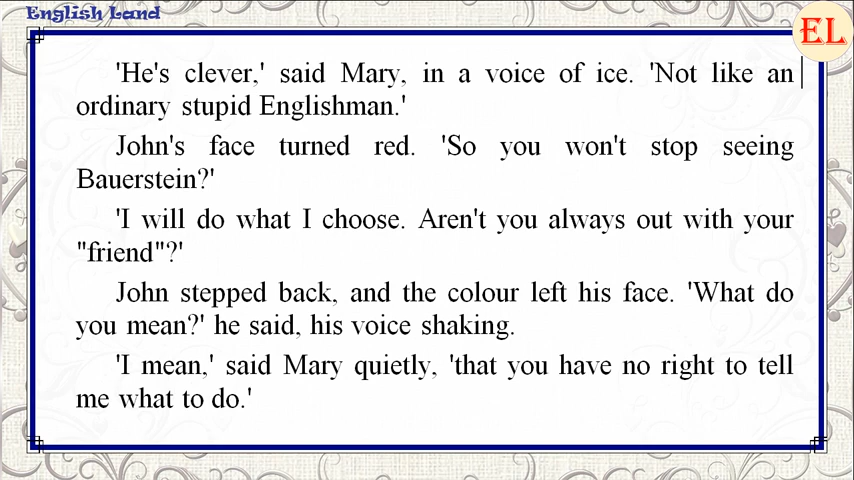 English Land
EL
'He's clever,' said Mary, in a voice of ice. 'Not like an
ordinary stupid Englishman.'
John's face turned red. 'So you won't stop seeing
Bauerstein?'
'I will do what I choose. Aren't you always out with your
"friend"?'
John stepped back, and the colour left his face. 'What do
you mean?' he said, his voice shaking.
'I mean,' said Mary quietly, 'that you have no right to tell
me what to do.'